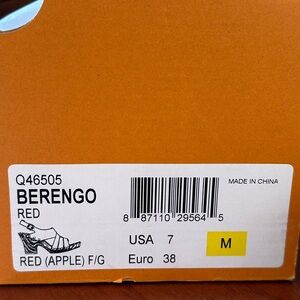 Q46505
BERENGO
RED
RED (APPLE) F/G
MADE IN CHINA
8 87110 29564 5
USA 7
Euro 38
M